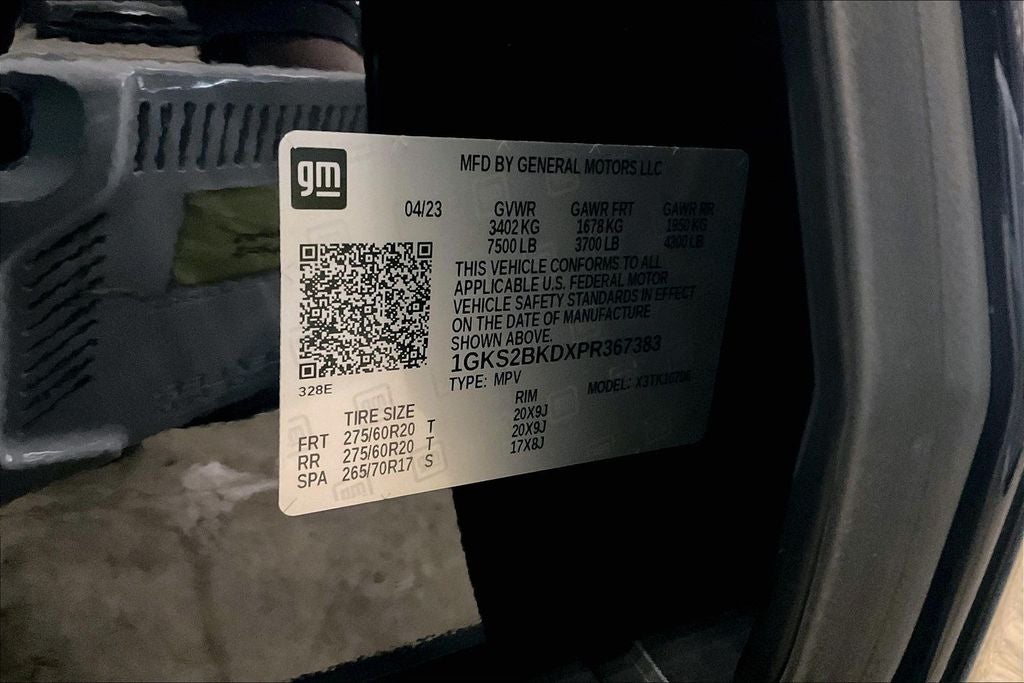 gm
MFD BY GENERAL MOTORS LLC
04/23 GVWR GAWR FRT GAWR RR
3402 KG 1678 KG 1950 KG
7500 LB 3700 LB 4300 LB
THIS VEHICLE CONFORMS TO ALL
APPLICABLE U.S. FEDERAL MOTOR
VEHICLE SAFETY STANDARDS IN EFFECT
ON THE DATE OF MANUFACTURE
SHOWN ABOVE.
1GKS2BKDXPR367383
TYPE: MPV MODEL:
328E
TIRE SIZE RIM
FRT 275/60R20 T 20X9J
RR 275/60R20 T 20X9J
SPA 265/70R17 S 17X8J